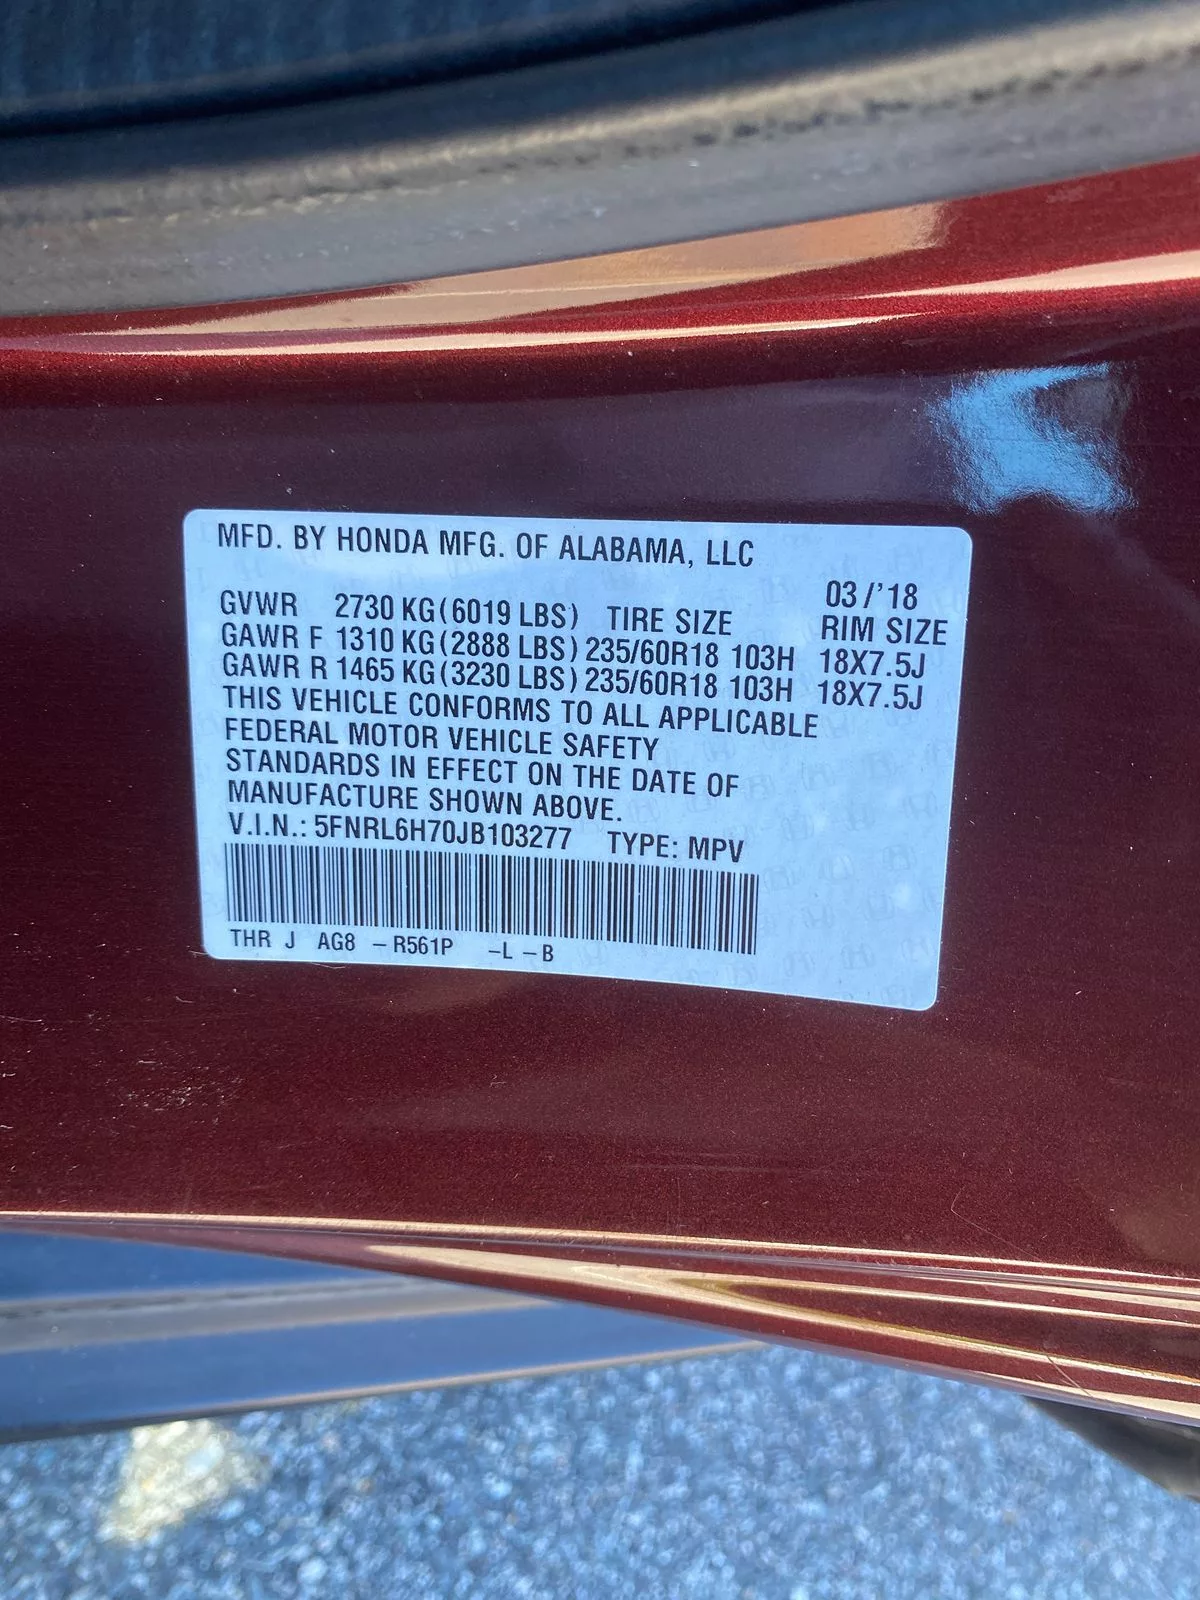 MFD. BY HONDA MFG. OF ALABAMA, LLC
03/'18
GVWR 2730 KG(6019 LBS) TIRE SIZE RIM SIZE
GAWR F 1310 KG(2888 LBS) 235/60R18 103H 18X7.5J
GAWR R 1465 KG(3230 LBS) 235/60R18 103H 18X7.5J
THIS VEHICLE CONFORMS TO ALL APPLICABLE
FEDERAL MOTOR VEHICLE SAFETY
STANDARDS IN EFFECT ON THE DATE OF
MANUFACTURE SHOWN ABOVE.
V.I.N.: 5FNRL6H70JB103277 TYPE: MPV
THR J AG8 -R561P -L -B